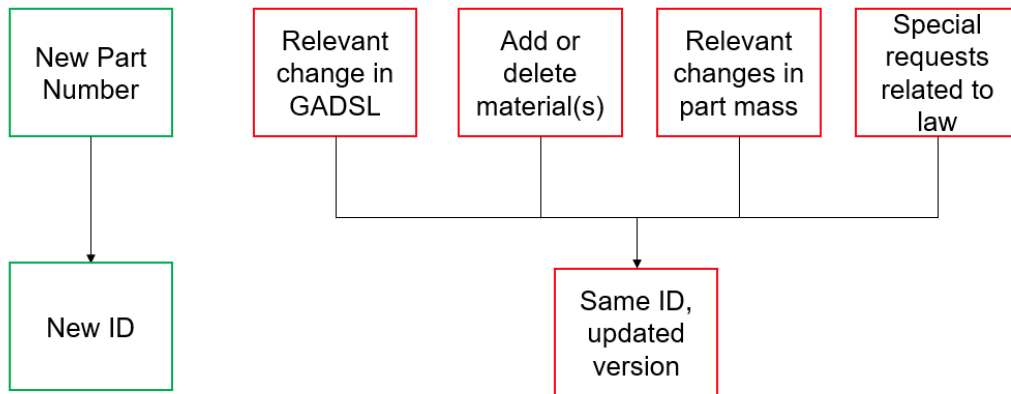 New Part
Number
Relevant
change in
GADSL
Add or
delete
material(s)
Relevant
changes in
part mass
Special
requests
related to
law
New ID
Same ID,
updated
version